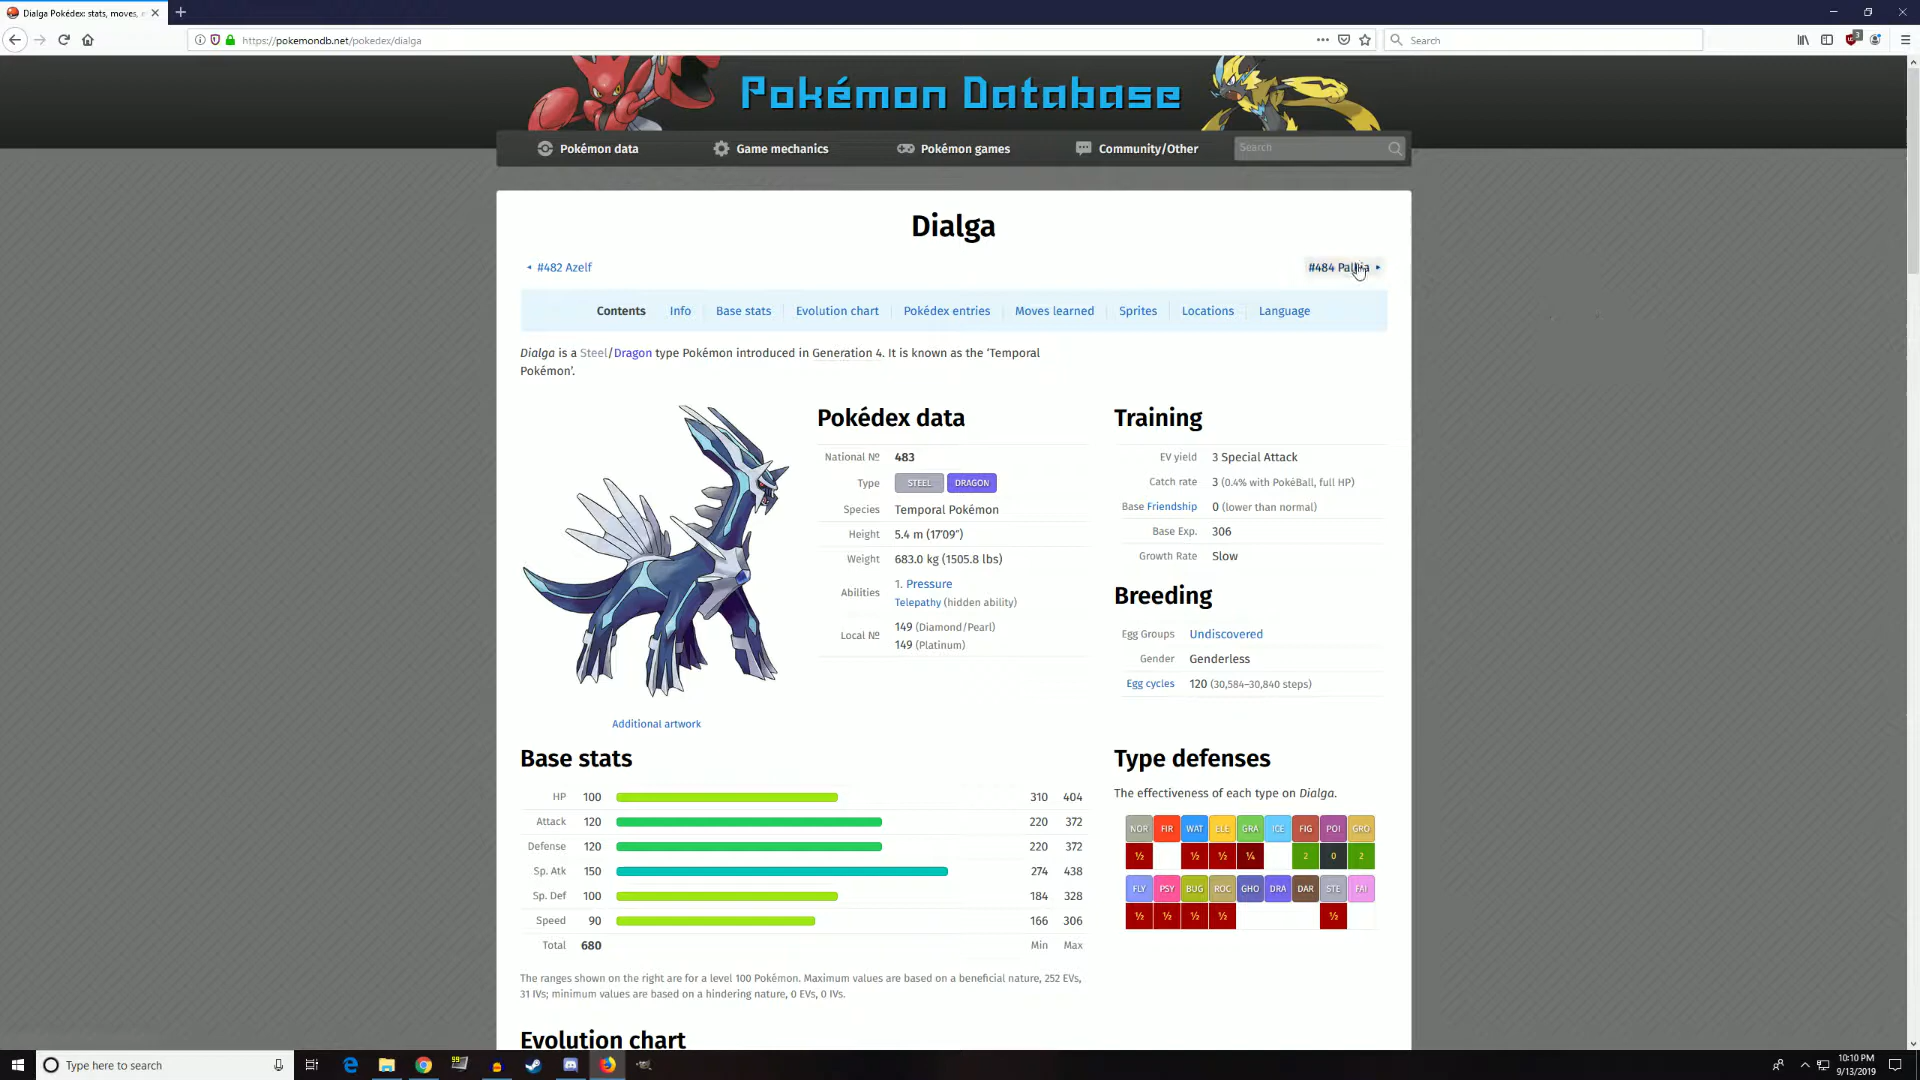 Dialga Pokédex: stats, moves,
https://pokemondb.net/pokedex/dialga
Search
Pokémon Database
Pokémon data
Game mechanics
Pokémon games
Community/Other
Search
Dialga
#482 Azelf
#484 Palkia
Contents
Info
Base stats
Evolution chart
Pokédex entries
Moves learned
Sprites
Locations
Language
Dialga is a Steel/Dragon type Pokémon introduced in Generation 4. It is known as the ‘Temporal
Pokémon’.
Additional artwork
Pokédex data
National № 483
Type STEEL DRAGON
Species Temporal Pokémon
Height 5.4 m (17′09″)
Weight 683.0 kg (1505.8 lbs)
Abilities 1. Pressure
Telepathy (hidden ability)
Local № 149 (Diamond/Pearl)
149 (Platinum)
Training
EV yield 3 Special Attack
Catch rate 3 (0.4% with PokéBall, full HP)
Base Friendship 0 (lower than normal)
Base Exp. 306
Growth Rate Slow
Breeding
Egg Groups Undiscovered
Gender Genderless
Egg cycles 120 (30,584–30,840 steps)
Base stats
HP 100 310 404
Attack 120 220 372
Defense 120 220 372
Sp. Atk 150 274 438
Sp. Def 100 184 328
Speed 90 166 306
Total 680 Min Max
The ranges shown on the right are for a level 100 Pokémon. Maximum values are based on a beneficial nature, 252 EVs,
31 IVs; minimum values are based on a hindering nature, 0 EVs, 0 IVs.
Type defenses
The effectiveness of each type on Dialga.
NOR FIR WAT ELE GRA ICE FIG POI GRO
½ ½ ½ ¼ 2 0 2
FLY PSY BUG ROC GHO DRA DAR STE FAI
½ ½ ½ ½ ½
Evolution chart
Type here to search
10:10 PM
9/13/2019